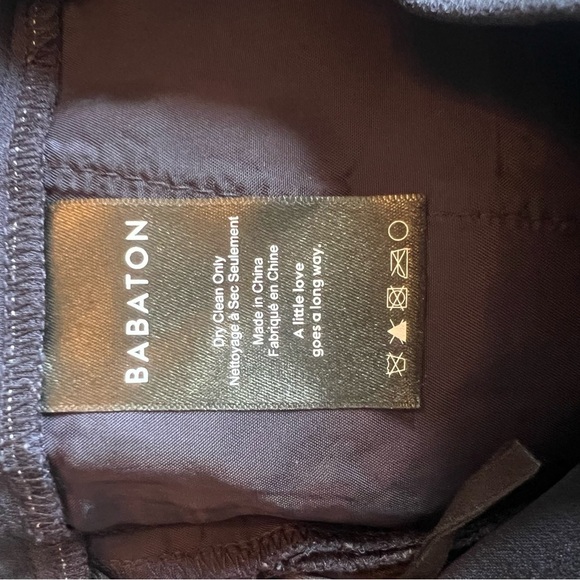 BABATON
Dry Clean Only
Nettoyage à Sec Seulement
Made in China
Fabriqué en Chine
A little love
goes a long way.